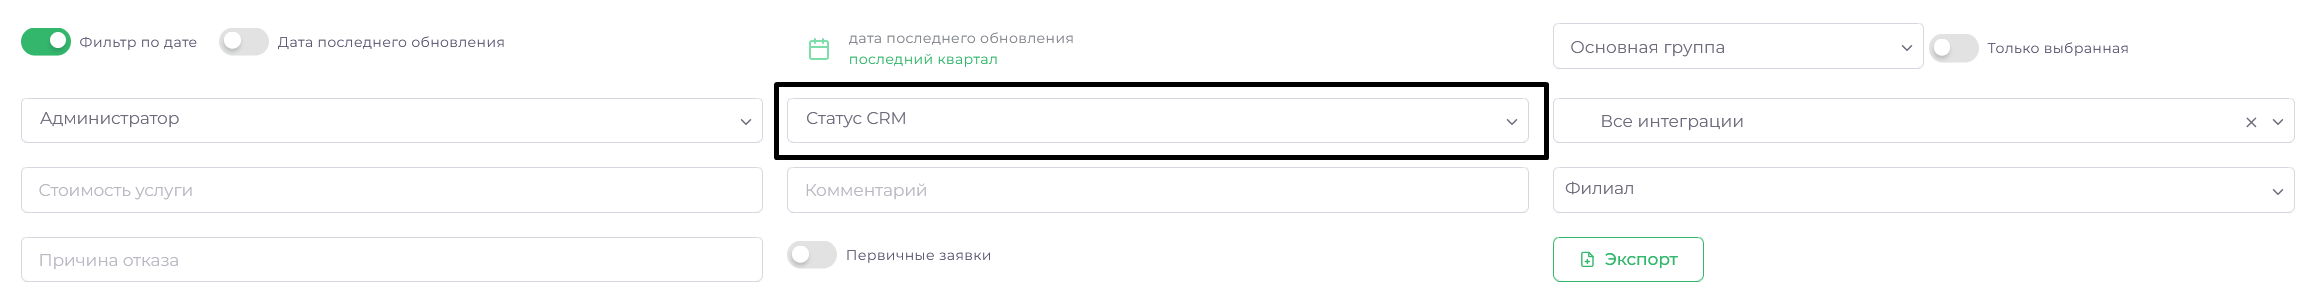 Фильтр по дате
Дата последнего обновления
дата последнего обновления
последний квартал
Основная группа
Только выбранная
Администратор
Статус CRM
Все интеграции
Стоимость услуги
Комментарий
Филиал
Причина отказа
Первичные заявки
Экспорт